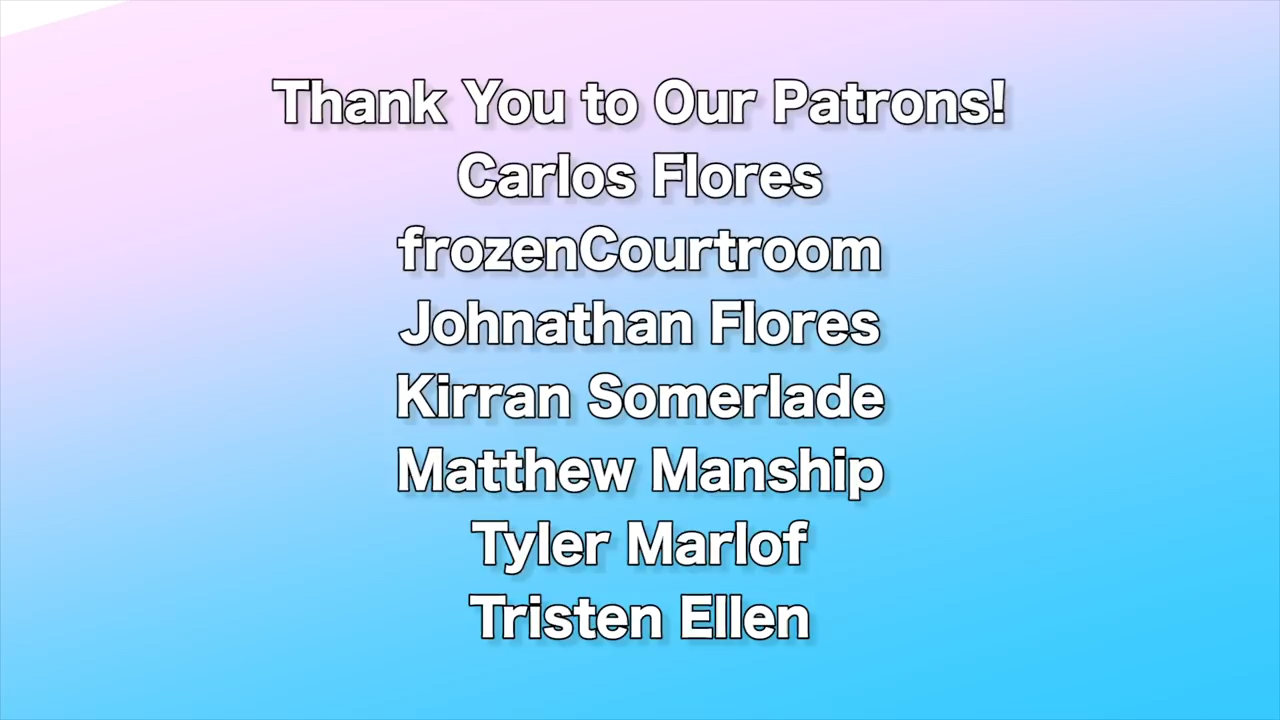 Thank You to Our Patrons!
Carlos Flores
frozenCourtroom
Johnathan Flores
Kirran Somerlade
Matthew Manship
Tyler Marlof
Tristen Ellen